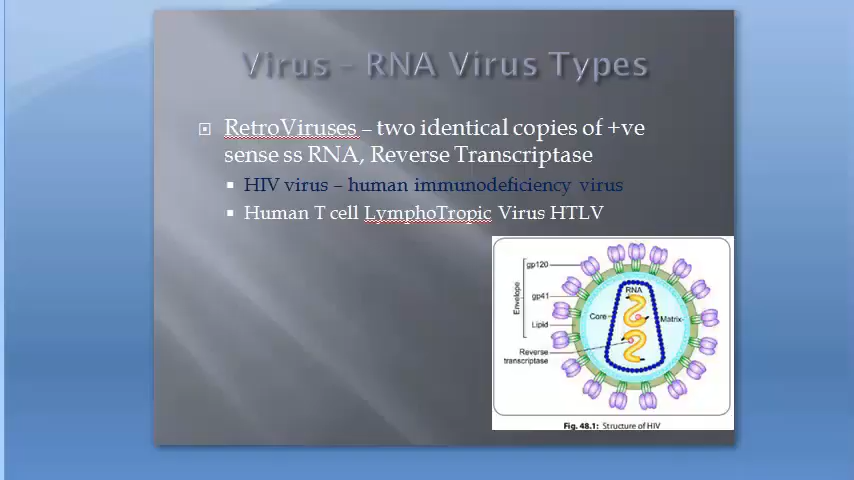 Virus – RNA Virus Types
RetroViruses – two identical copies of +ve
sense ss RNA, Reverse Transcriptase
HIV virus – human immunodeficiency virus
Human T cell LymphoTropic Virus HTLV
gp120
gp41
Envelope
Lipid
Reverse
transcriptase
RNA
Core
Matrix
Fig. 48.1: Structure of HIV